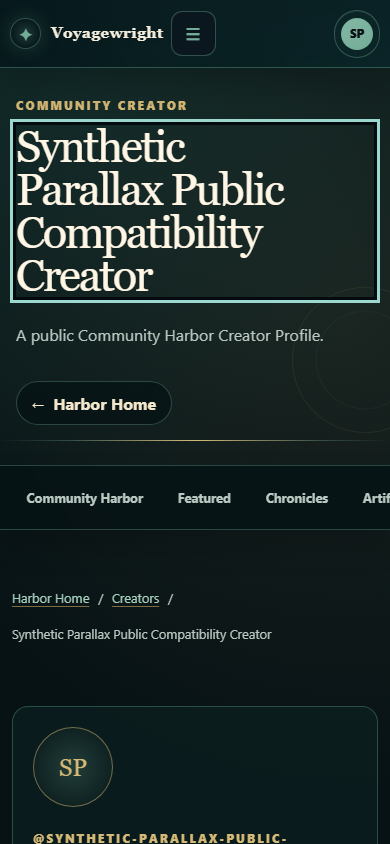 Voyagewright
SP
COMMUNITY CREATOR
Synthetic
Parallax Public
Compatibility
Creator
A public Community Harbor Creator Profile.
← Harbor Home
Community Harbor Featured Chronicles Artif
Harbor Home / Creators /
Synthetic Parallax Public Compatibility Creator
SP
@SYNTHETIC-PARALLAX-PUBLIC-